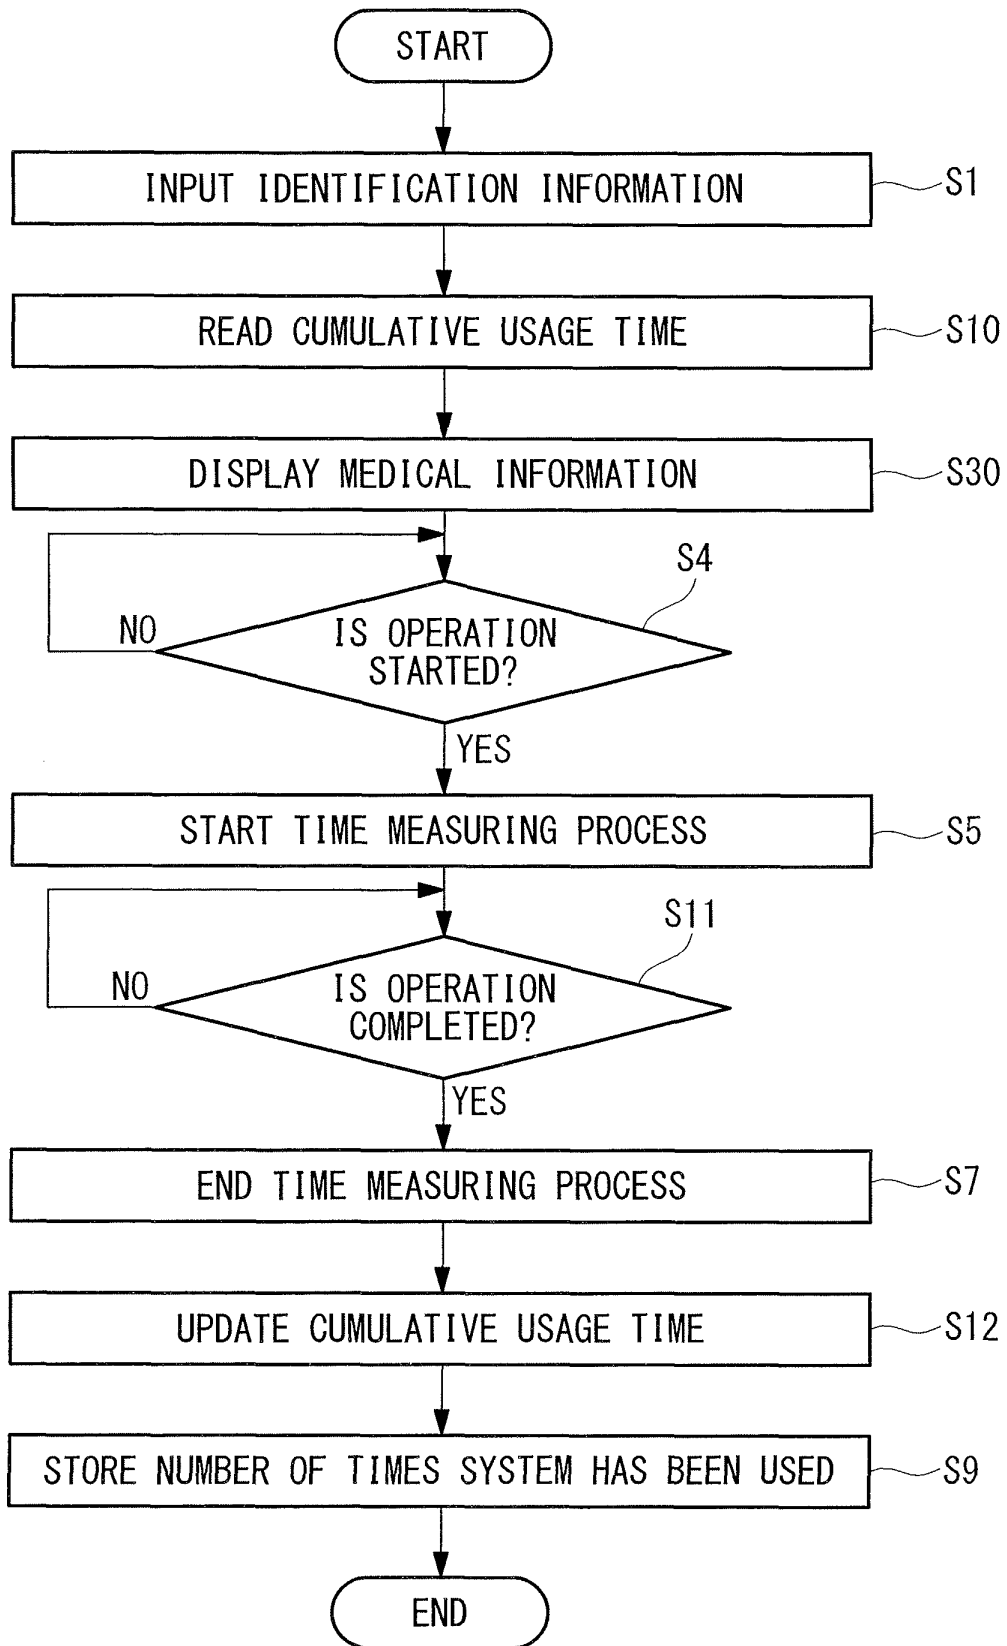 START
INPUT IDENTIFICATION INFORMATION
S1
READ CUMULATIVE USAGE TIME
S10
DISPLAY MEDICAL INFORMATION
S30
S4
NO
IS OPERATION
STARTED?
YES
START TIME MEASURING PROCESS
S5
S11
NO
IS OPERATION
COMPLETED?
YES
END TIME MEASURING PROCESS
S7
UPDATE CUMULATIVE USAGE TIME
S12
STORE NUMBER OF TIMES SYSTEM HAS BEEN USED
S9
END